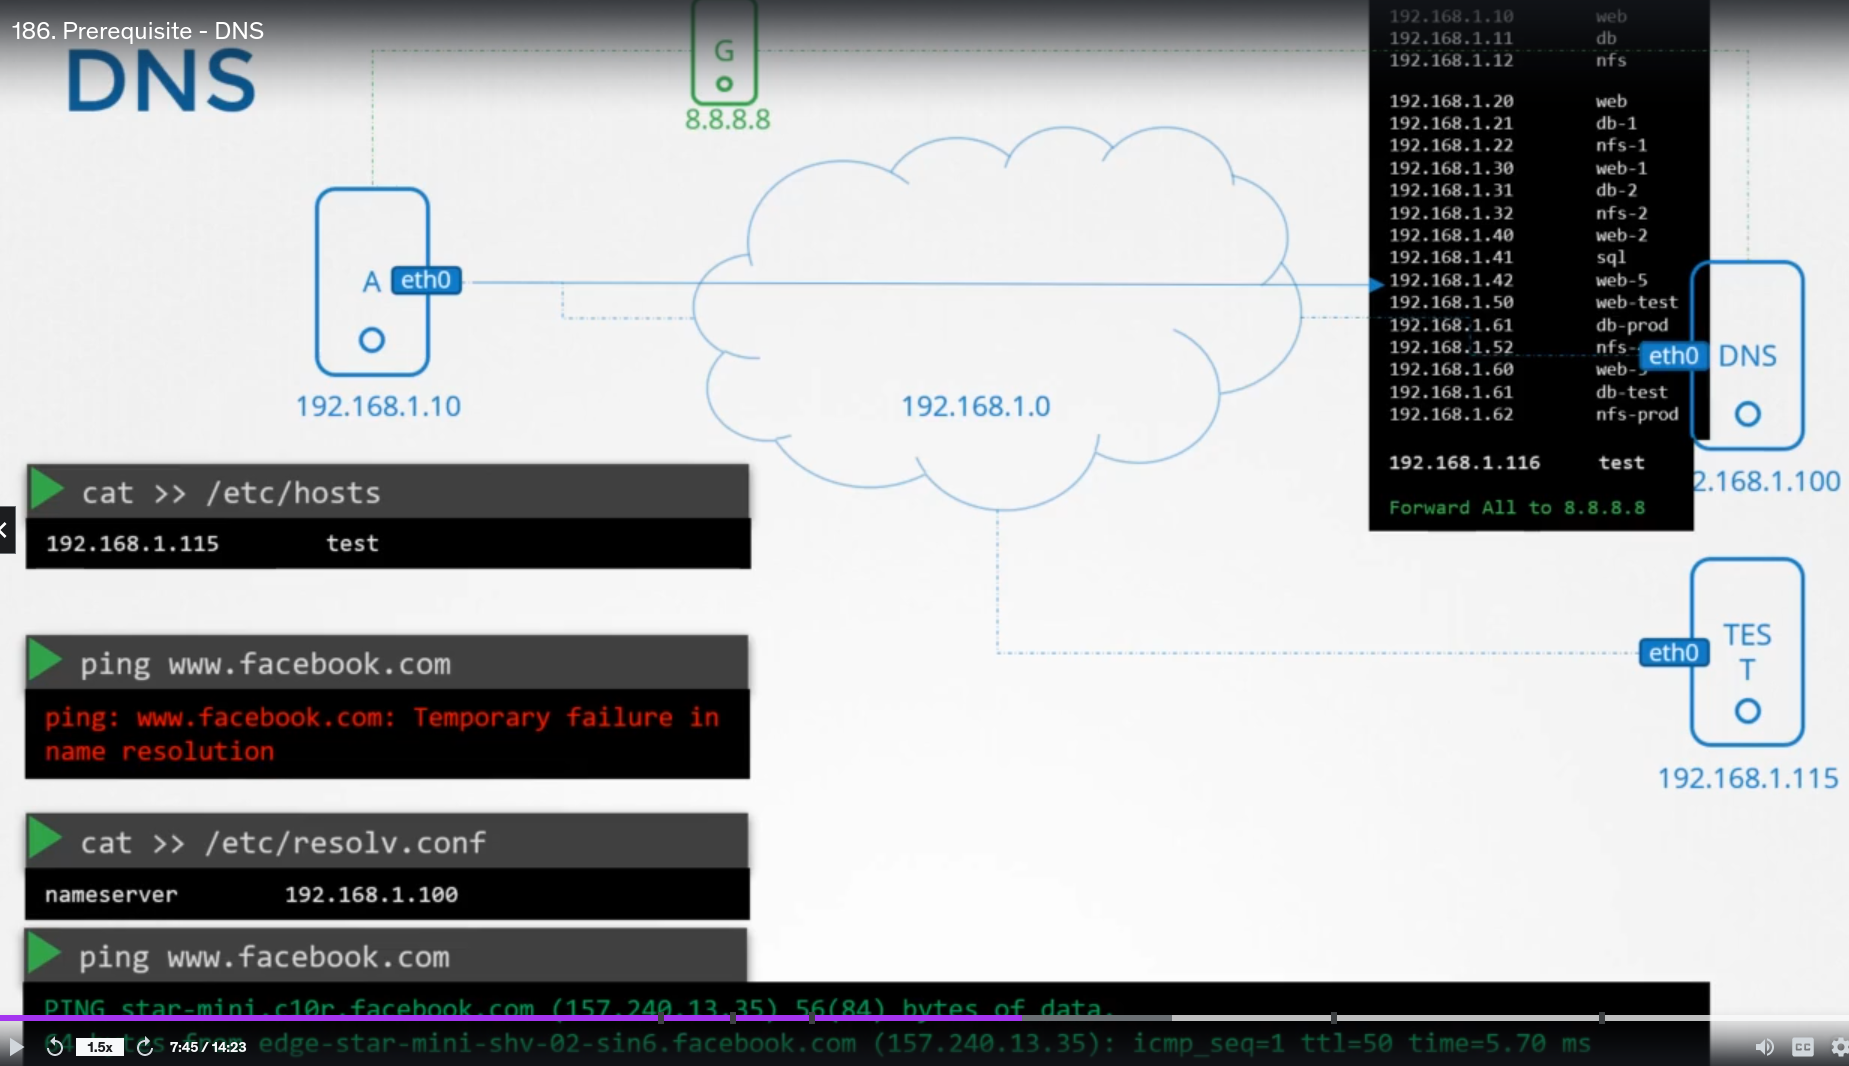 186. Prerequisite - DNS
DNS
G
8.8.8.8
A
eth0
192.168.1.10
192.168.1.0
192.168.1.10 web
192.168.1.11 db
192.168.1.12 nfs
192.168.1.20 web
192.168.1.21 db-1
192.168.1.22 nfs-1
192.168.1.30 web-1
192.168.1.31 db-2
192.168.1.32 nfs-2
192.168.1.40 web-2
192.168.1.41 sql
192.168.1.42 web-5
192.168.1.50 web-test
192.168.1.61 db-prod
192.168.1.52 nfs-
192.168.1.60 web-
192.168.1.61 db-test
192.168.1.62 nfs-prod
192.168.1.116 test
Forward All to 8.8.8.8
eth0
DNS
2.168.1.100
cat >> /etc/hosts
192.168.1.115 test
ping www.facebook.com
ping: www.facebook.com: Temporary failure in
name resolution
cat >> /etc/resolv.conf
nameserver 192.168.1.100
eth0
TES
T
192.168.1.115
ping www.facebook.com
PING star-mini.c10r.facebook.com (157.240.13.35) 56(84) bytes of data.
64 edge-star-mini-shv-02-sin6.facebook.com (157.240.13.35): icmp_seq=1 ttl=50 time=5.70 ms
1.5x
7:45 / 14:23
CC